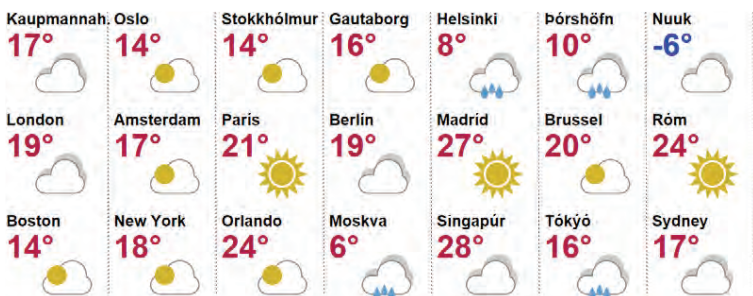 Kaupmannah. Oslo Stokkhólmur Gautaborg Helsinki Þórshöfn Nuuk
17° 14° 14° 16° 8° 10° -6°
London Amsterdam París Berlín Madríd Brussel Róm
19° 17° 21° 19° 27° 20° 24°
Boston New York Orlando Moskva Singapúr Tókýó Sydney
14° 18° 24° 6° 28° 16° 17°